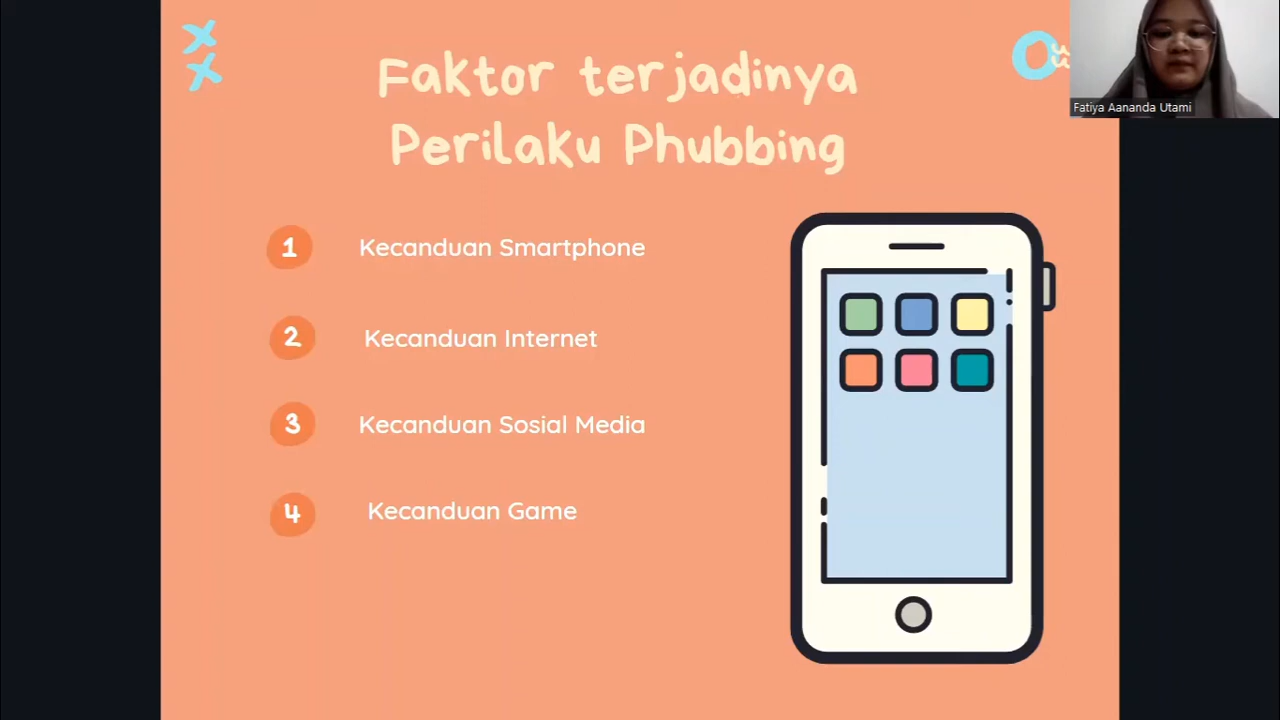 Faktor terjadinya
Perilaku Phubbing
Fatiya Aananda Utami
1 Kecanduan Smartphone
2 Kecanduan Internet
3 Kecanduan Sosial Media
4 Kecanduan Game